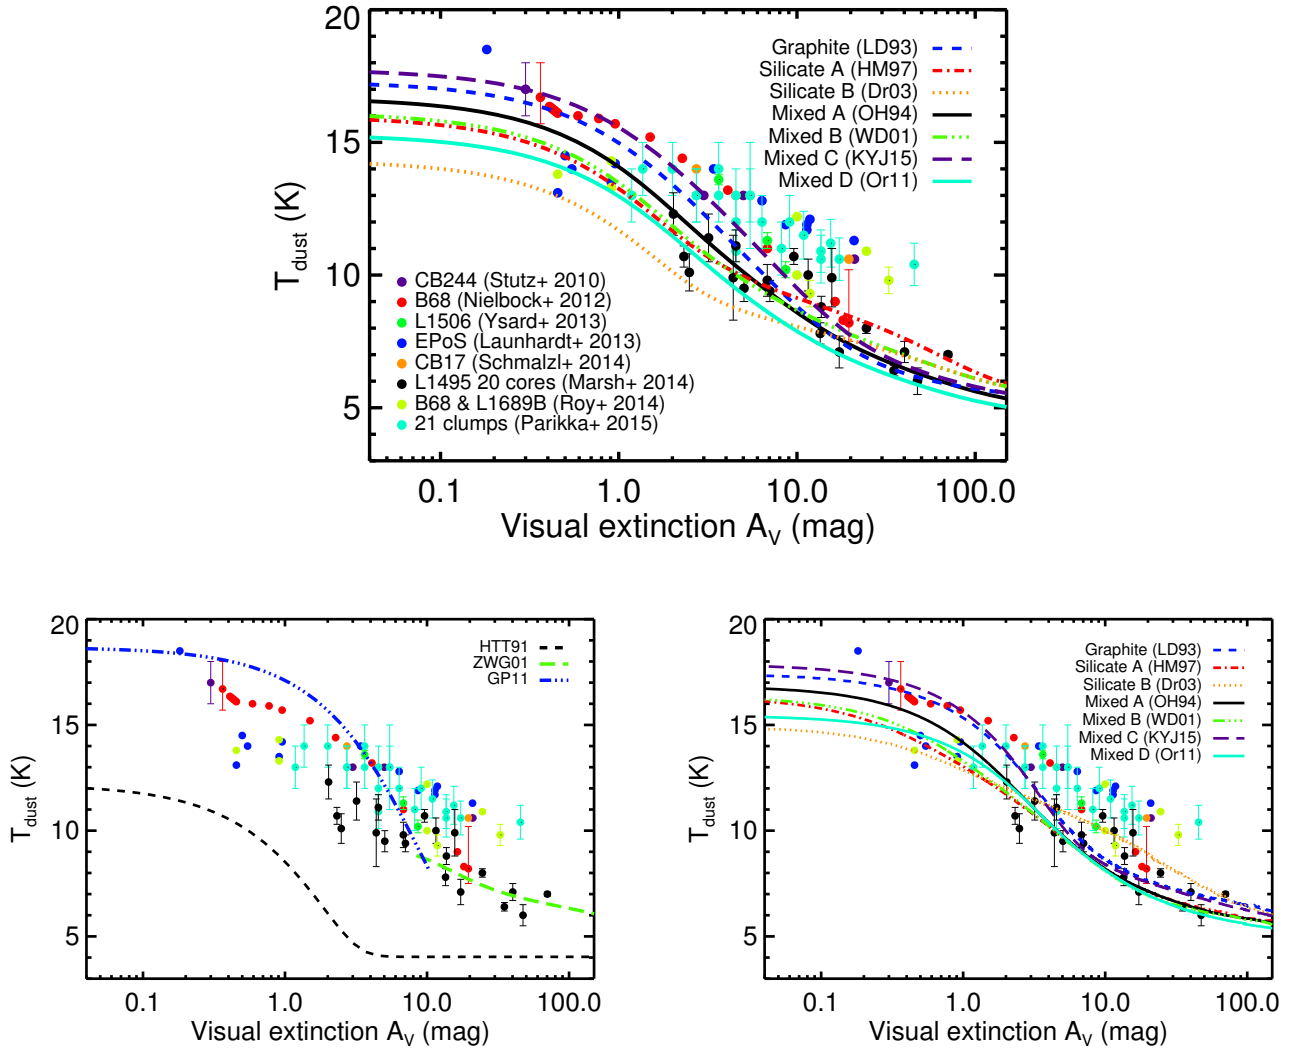 20
15
10
5
T_dust (K)
Graphite (LD93)
Silicate A (HM97)
Silicate B (Dr03)
Mixed A (OH94)
Mixed B (WD01)
Mixed C (KYJ15)
Mixed D (Or11)
CB244 (Stutz+ 2010)
B68 (Nielbock+ 2012)
L1506 (Ysard+ 2013)
EPoS (Launhardt+ 2013)
CB17 (Schmalzl+ 2014)
L1495 20 cores (Marsh+ 2014)
B68 & L1689B (Roy+ 2014)
21 clumps (Parikka+ 2015)
0.1 1.0 10.0 100.0
Visual extinction A_V (mag)
20
15
10
5
T_dust (K)
HTT91
ZWG01
GP11
0.1 1.0 10.0 100.0
Visual extinction A_V (mag)
20
15
10
5
T_dust (K)
Graphite (LD93)
Silicate A (HM97)
Silicate B (Dr03)
Mixed A (OH94)
Mixed B (WD01)
Mixed C (KYJ15)
Mixed D (Or11)
0.1 1.0 10.0 100.0
Visual extinction A_V (mag)